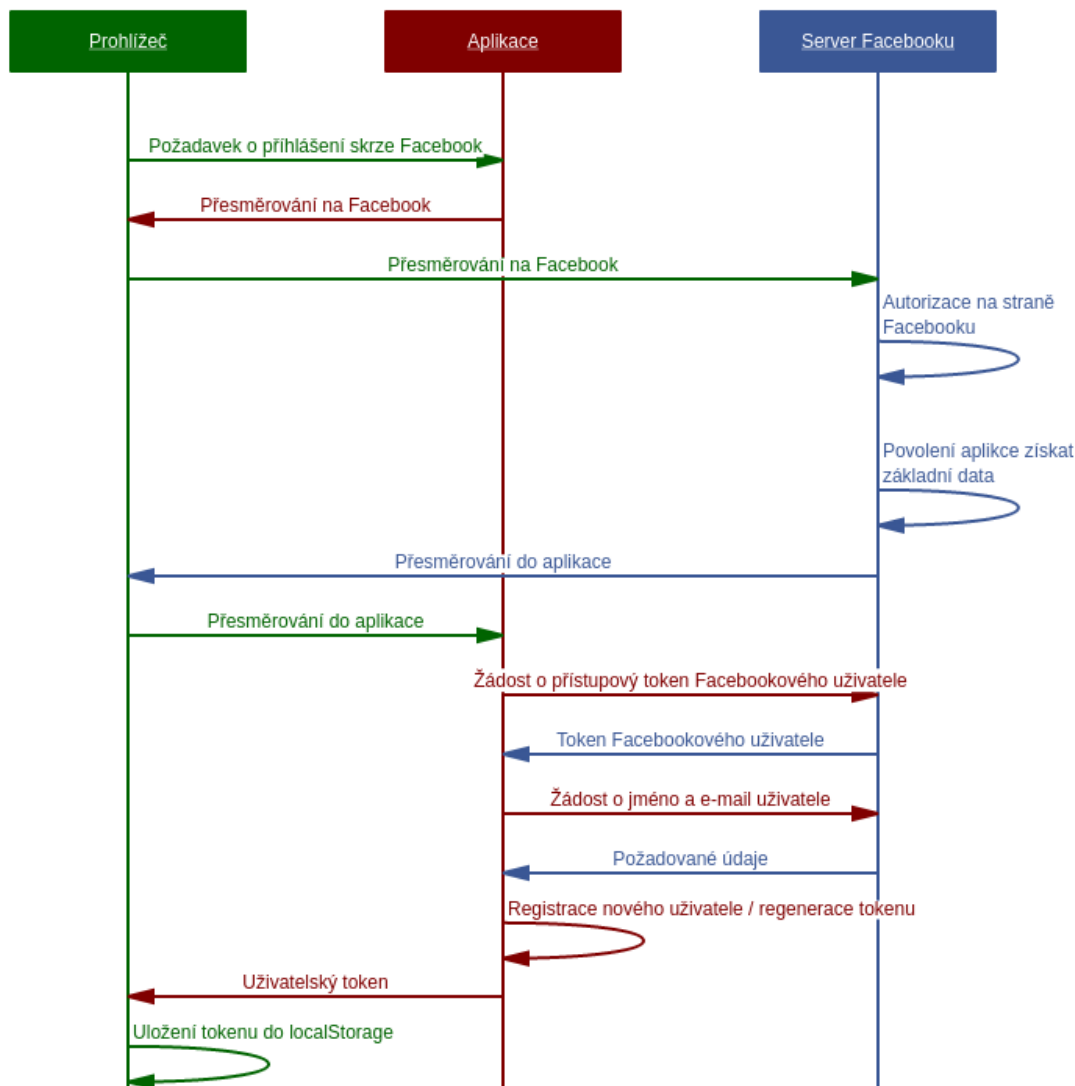 Prohlížeč
Aplikace
Server Facebooku
Požadavek o příhlášení skrze Facebook
Přesměrování na Facebook
Přesměrování na Facebook
Autorizace na straně
Facebooku
Povolení aplikce získat
základní data
Přesměrování do aplikace
Přesměrování do aplikace
Žádost o přístupový token Facebookového uživatele
Token Facebookového uživatele
Žádost o jméno a e-mail uživatele
Požadované údaje
Registrace nového uživatele / regenerace tokenu
Uživatelský token
Uložení tokenu do localStorage